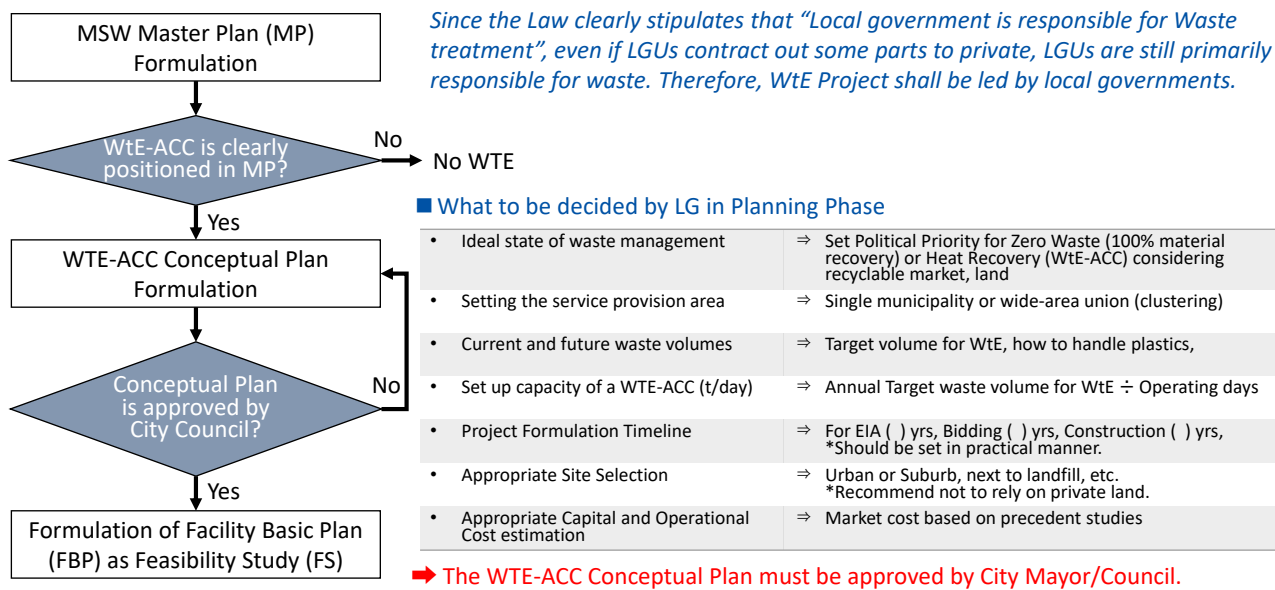 MSW Master Plan (MP)
Formulation
Since the Law clearly stipulates that “Local government is responsible for Waste
treatment”, even if LGUs contract out some parts to private, LGUs are still primarily
responsible for waste. Therefore, WtE Project shall be led by local governments.
WtE-ACC is clearly
positioned in MP?
No
No WTE
Yes
WTE-ACC Conceptual Plan
Formulation
Conceptual Plan
is approved by
City Council?
No
Yes
Formulation of Facility Basic Plan
(FBP) as Feasibility Study (FS)
■ What to be decided by LG in Planning Phase
• Ideal state of waste management ⇒ Set Political Priority for Zero Waste (100% material
recovery) or Heat Recovery (WtE-ACC) considering
recyclable market, land
• Setting the service provision area ⇒ Single municipality or wide-area union (clustering)
• Current and future waste volumes ⇒ Target volume for WtE, how to handle plastics,
• Set up capacity of a WTE-ACC (t/day) ⇒ Annual Target waste volume for WtE ÷ Operating days
• Project Formulation Timeline ⇒ For EIA ( ) yrs, Bidding ( ) yrs, Construction ( ) yrs,
*Should be set in practical manner.
• Appropriate Site Selection ⇒ Urban or Suburb, next to landfill, etc.
*Recommend not to rely on private land.
• Appropriate Capital and Operational ⇒ Market cost based on precedent studies
Cost estimation
➡ The WTE-ACC Conceptual Plan must be approved by City Mayor/Council.